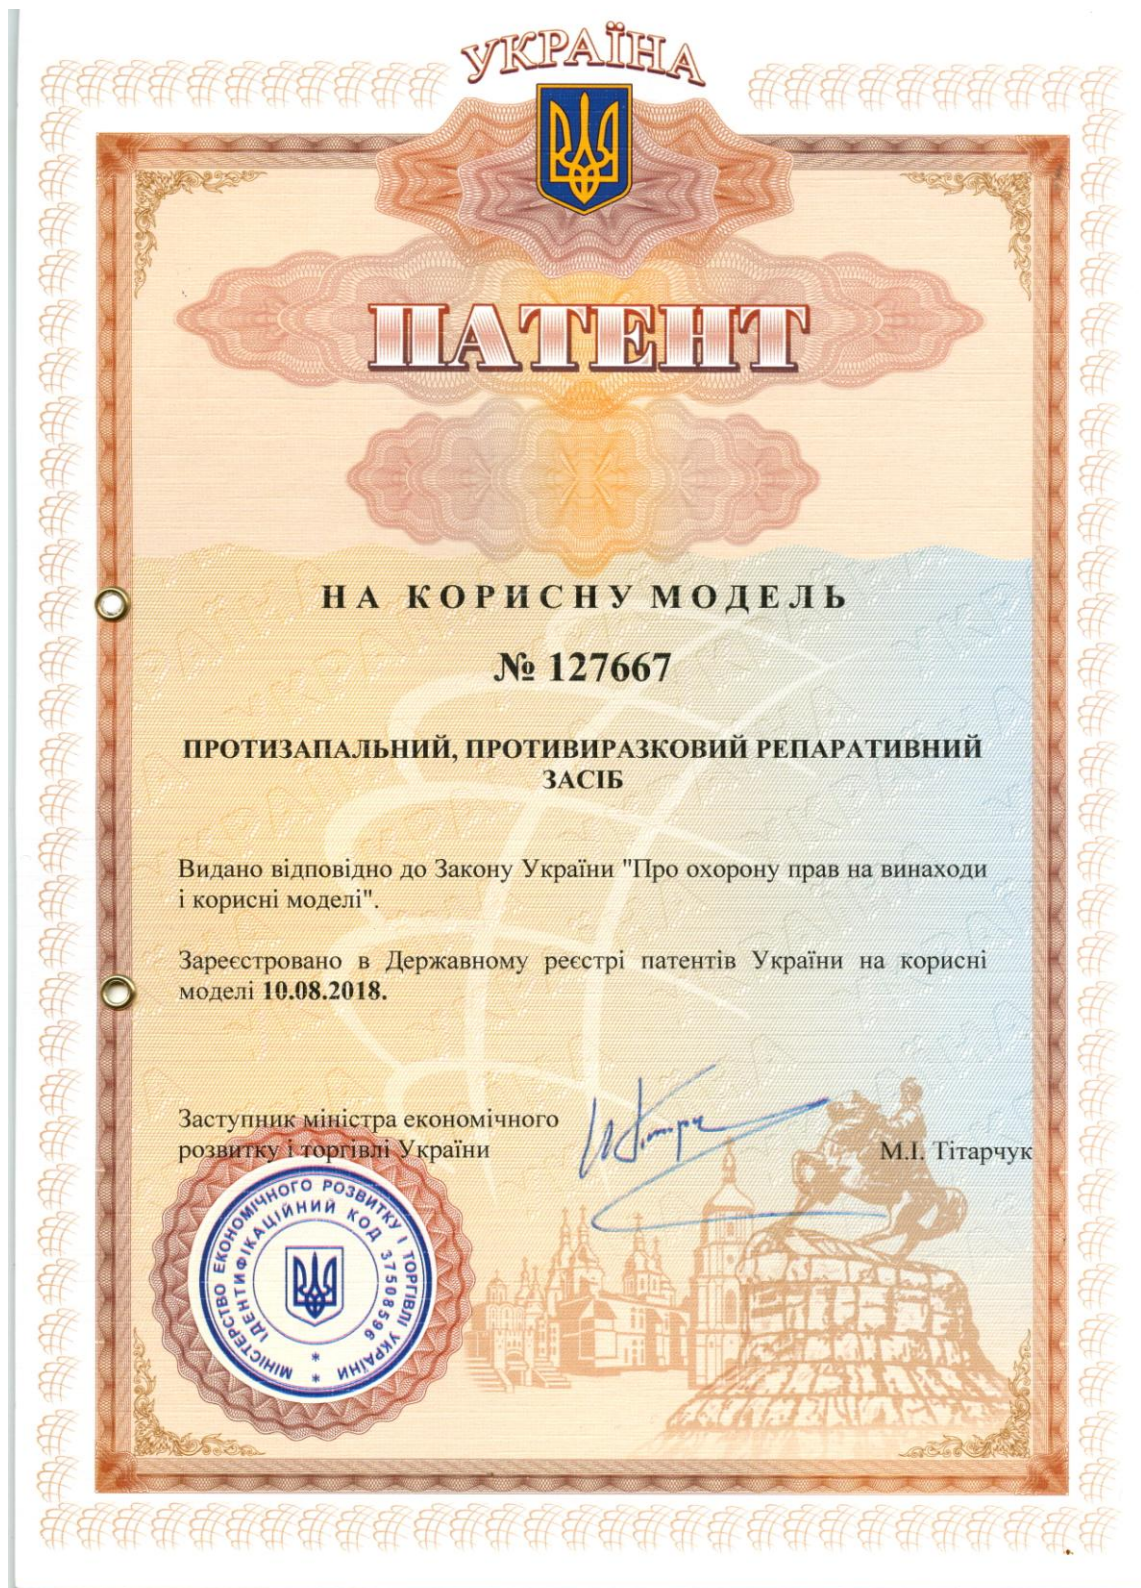 УКРАЇНА
ПАТЕНТ
НА КОРИСНУ МОДЕЛЬ
№ 127667
ПРОТИЗАПАЛЬНИЙ, ПРОТИВИРАЗКОВИЙ РЕПАРАТИВНИЙ
ЗАСІБ
Видано відповідно до Закону України "Про охорону прав на винаходи
і корисні моделі".
Зареєстровано в Державному реєстрі патентів України на корисні
моделі 10.08.2018.
Заступник міністра економічного
розвитку і торгівлі України
М.І. Тітарчук
МІНІСТЕРСТВО ЕКОНОМІЧНОГО РОЗВИТКУ І ТОРГІВЛІ УКРАЇНИ *
ІДЕНТИФІКАЦІЙНИЙ КОД 37508596 *